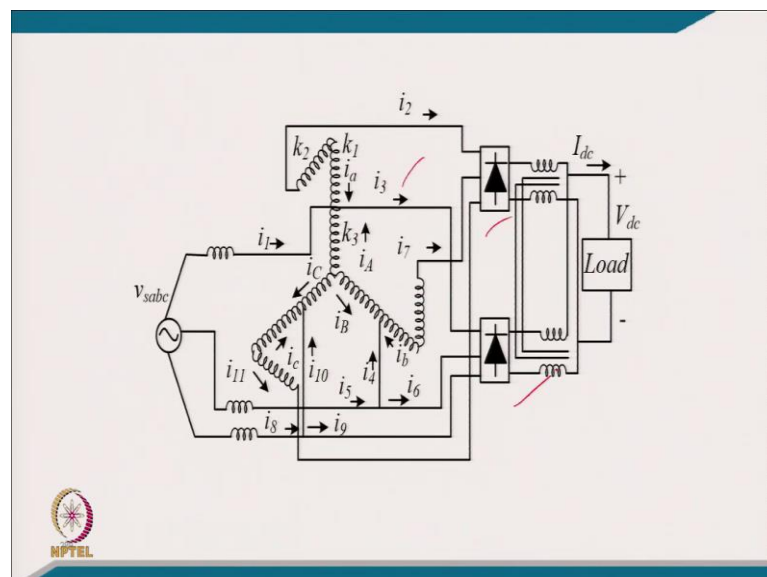 i2
k2
k1
ia
i3
Idc
+
k3
i7
Vdc
i1
iA
iC
Load
vsabc
iB
-
ic
ib
i11
i10
i4
i5
i6
i8
i9
NPTEL